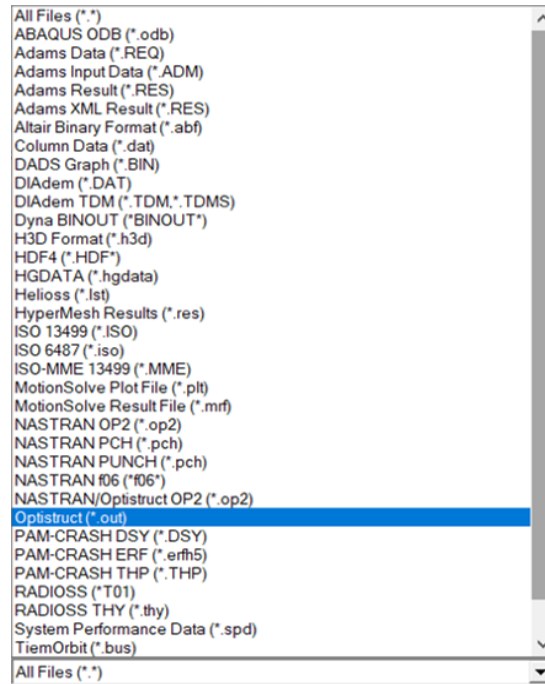 All Files (*.*)
ABAQUS ODB (*.odb)
Adams Data (*.REQ)
Adams Input Data (*.ADM)
Adams Result (*.RES)
Adams XML Result (*.RES)
Altair Binary Format (*.abf)
Column Data (*.dat)
DADS Graph (*.BIN)
DIAdem (*.DAT)
DIAdem TDM (*.TDM,*.TDMS)
Dyna BINOUT (*BINOUT*)
H3D Format (*.h3d)
HDF4 (*.HDF*)
HGDATA (*.hgdata)
Helioss (*.lst)
HyperMesh Results (*.res)
ISO 13499 (*.ISO)
ISO 6487 (*.iso)
ISO-MME 13499 (*.MME)
MotionSolve Plot File (*.plt)
MotionSolve Result File (*.mrf)
NASTRAN OP2 (*.op2)
NASTRAN PCH (*.pch)
NASTRAN PUNCH (*.pch)
NASTRAN f06 (*f06*)
NASTRAN/Optistruct OP2 (*.op2)
Optistruct (*.out)
PAM-CRASH DSY (*.DSY)
PAM-CRASH ERF (*.erfh5)
PAM-CRASH THP (*.THP)
RADIOSS (*T01)
RADIOSS THY (*.thy)
System Performance Data (*.spd)
TiemOrbit (*.bus)
All Files (*.*)